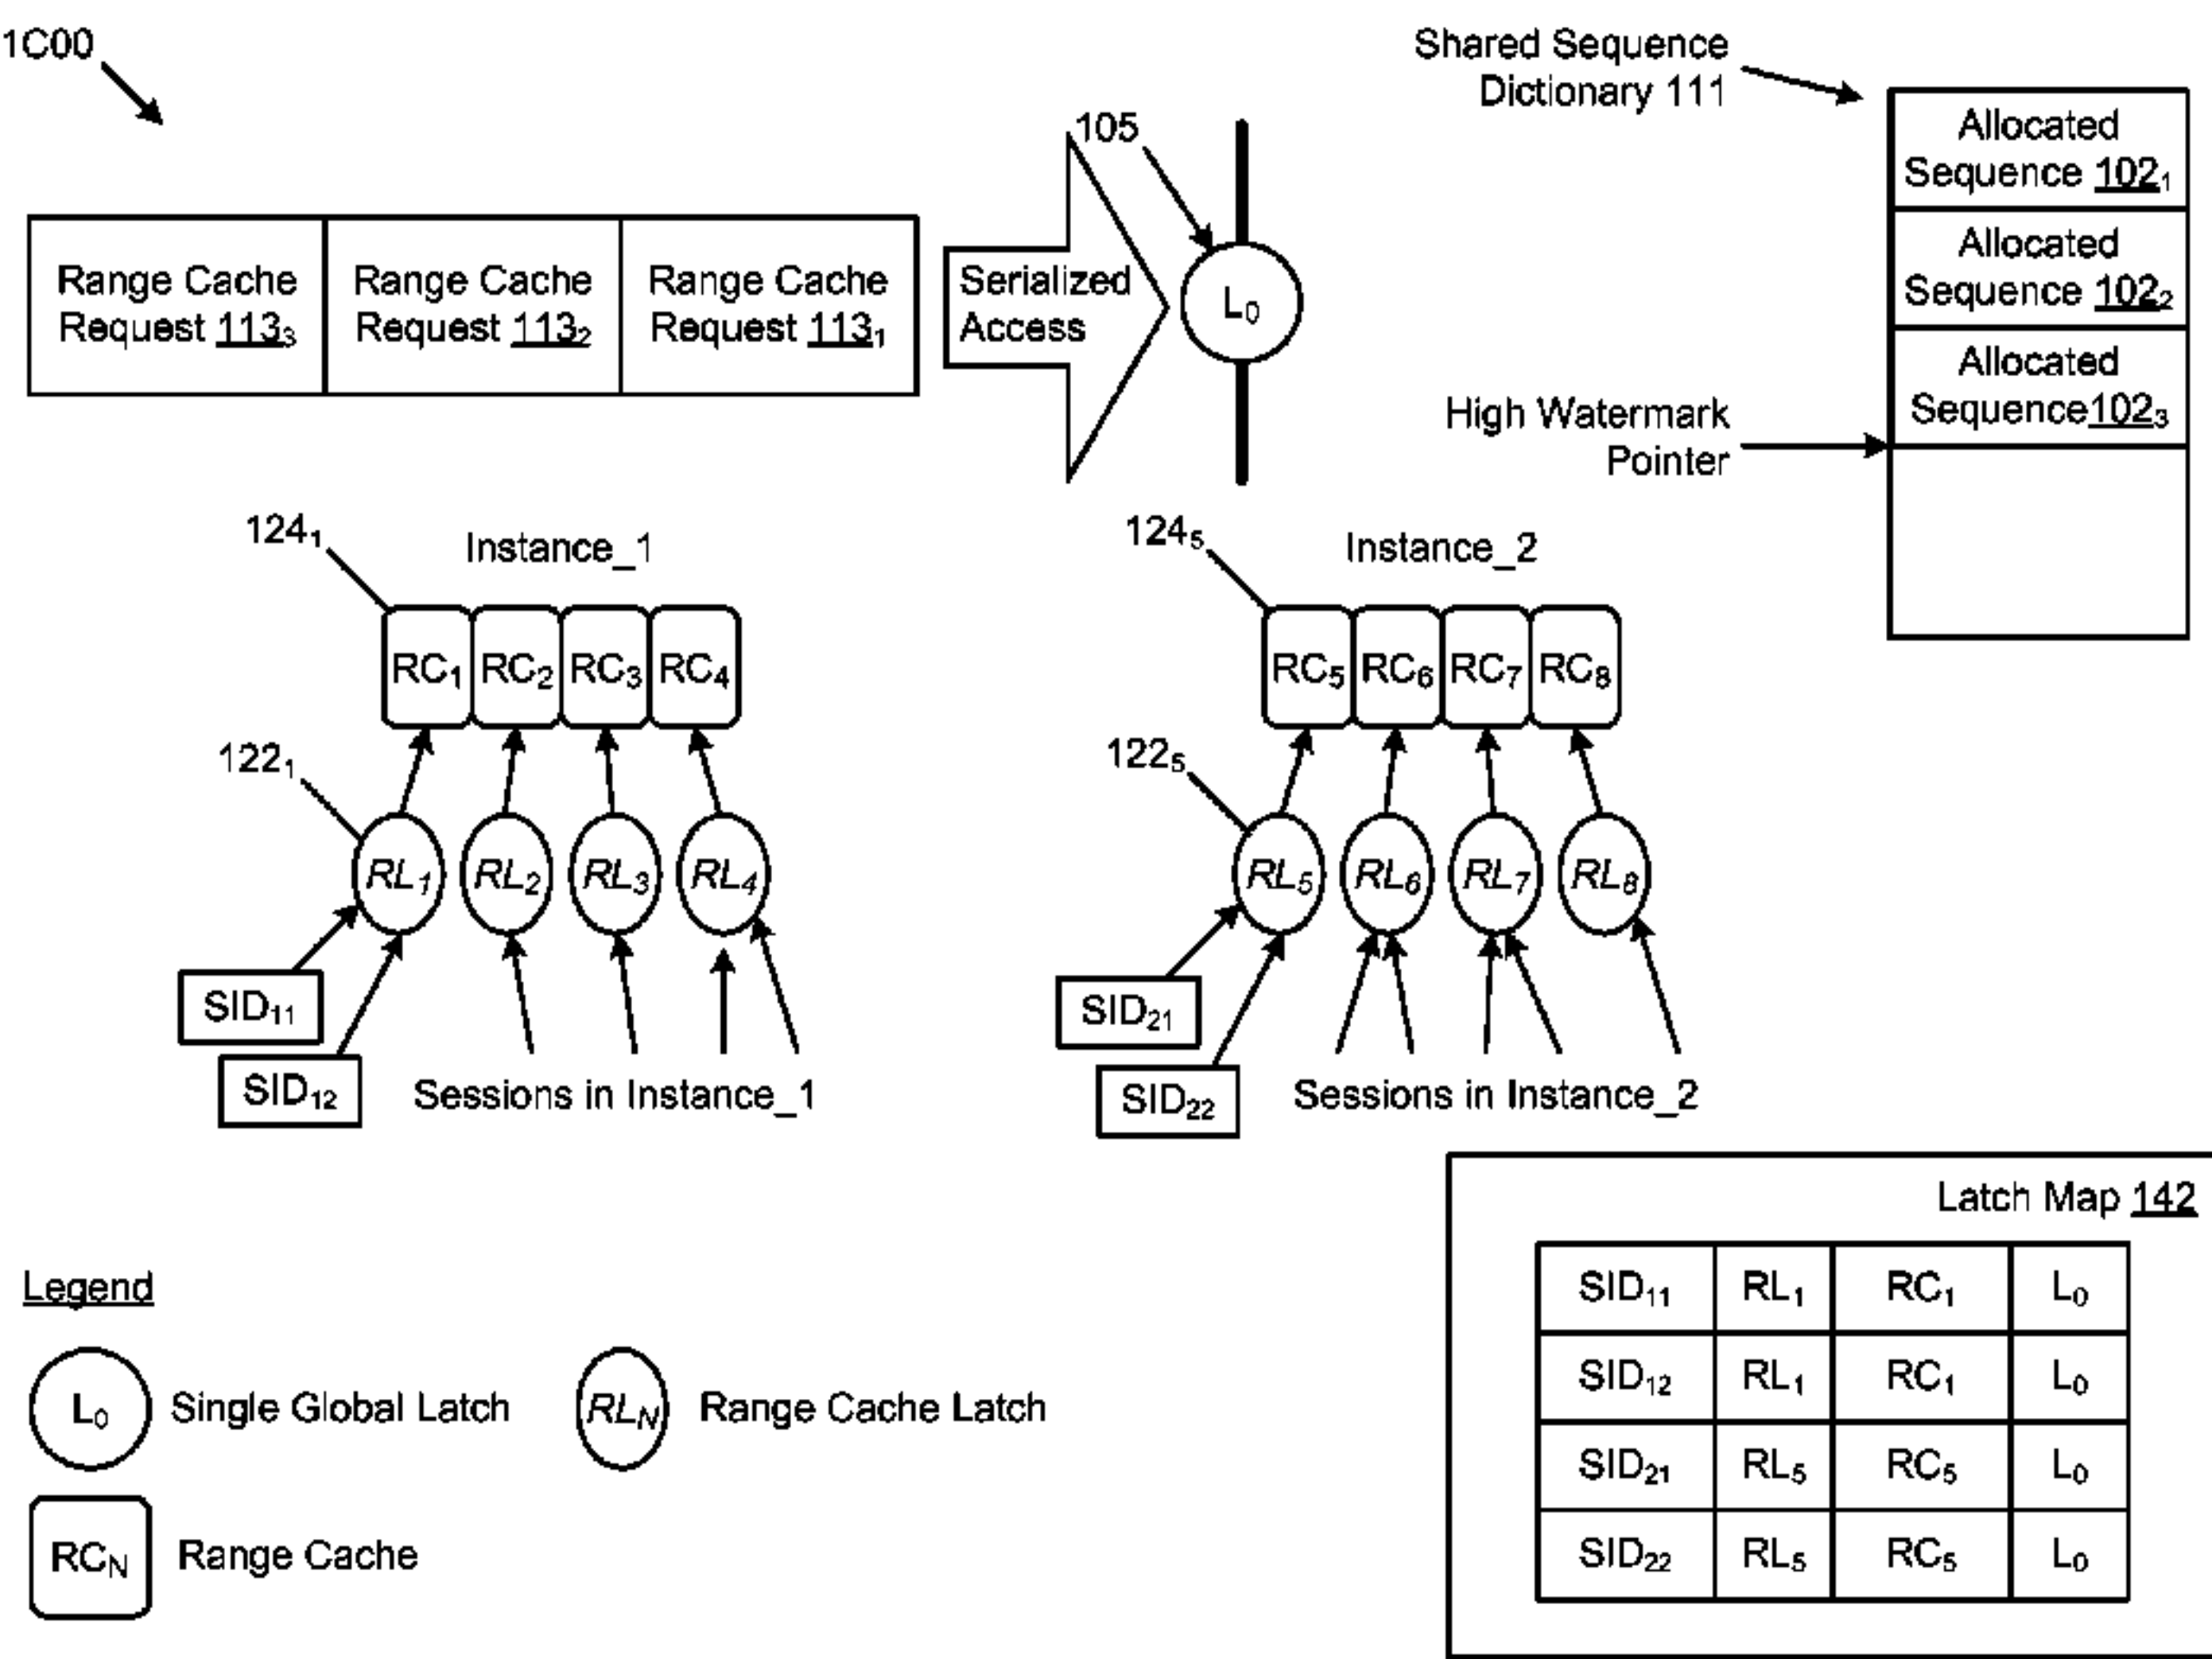 1C00
Shared Sequence
Dictionary 111
105
Allocated
Sequence 102₁
Allocated
Sequence 102₂
Allocated
Sequence102₃
Range Cache
Request 113₃
Range Cache
Request 113₂
Range Cache
Request 113₁
Serialized
Access
L₀
High Watermark
Pointer
124₁
Instance_1
RC₁ RC₂ RC₃ RC₄
122₁
RL₁ RL₂ RL₃ RL₄
SID₁₁
SID₁₂
Sessions in Instance_1
124₅
Instance_2
RC₅ RC₆ RC₇ RC₈
122₅
RL₅ RL₆ RL₇ RL₈
SID₂₁
SID₂₂
Sessions in Instance_2
Latch Map 142
SID₁₁ RL₁ RC₁ L₀
SID₁₂ RL₁ RC₁ L₀
SID₂₁ RL₅ RC₅ L₀
SID₂₂ RL₅ RC₅ L₀
Legend
L₀ Single Global Latch
RL_N Range Cache Latch
RC_N Range Cache